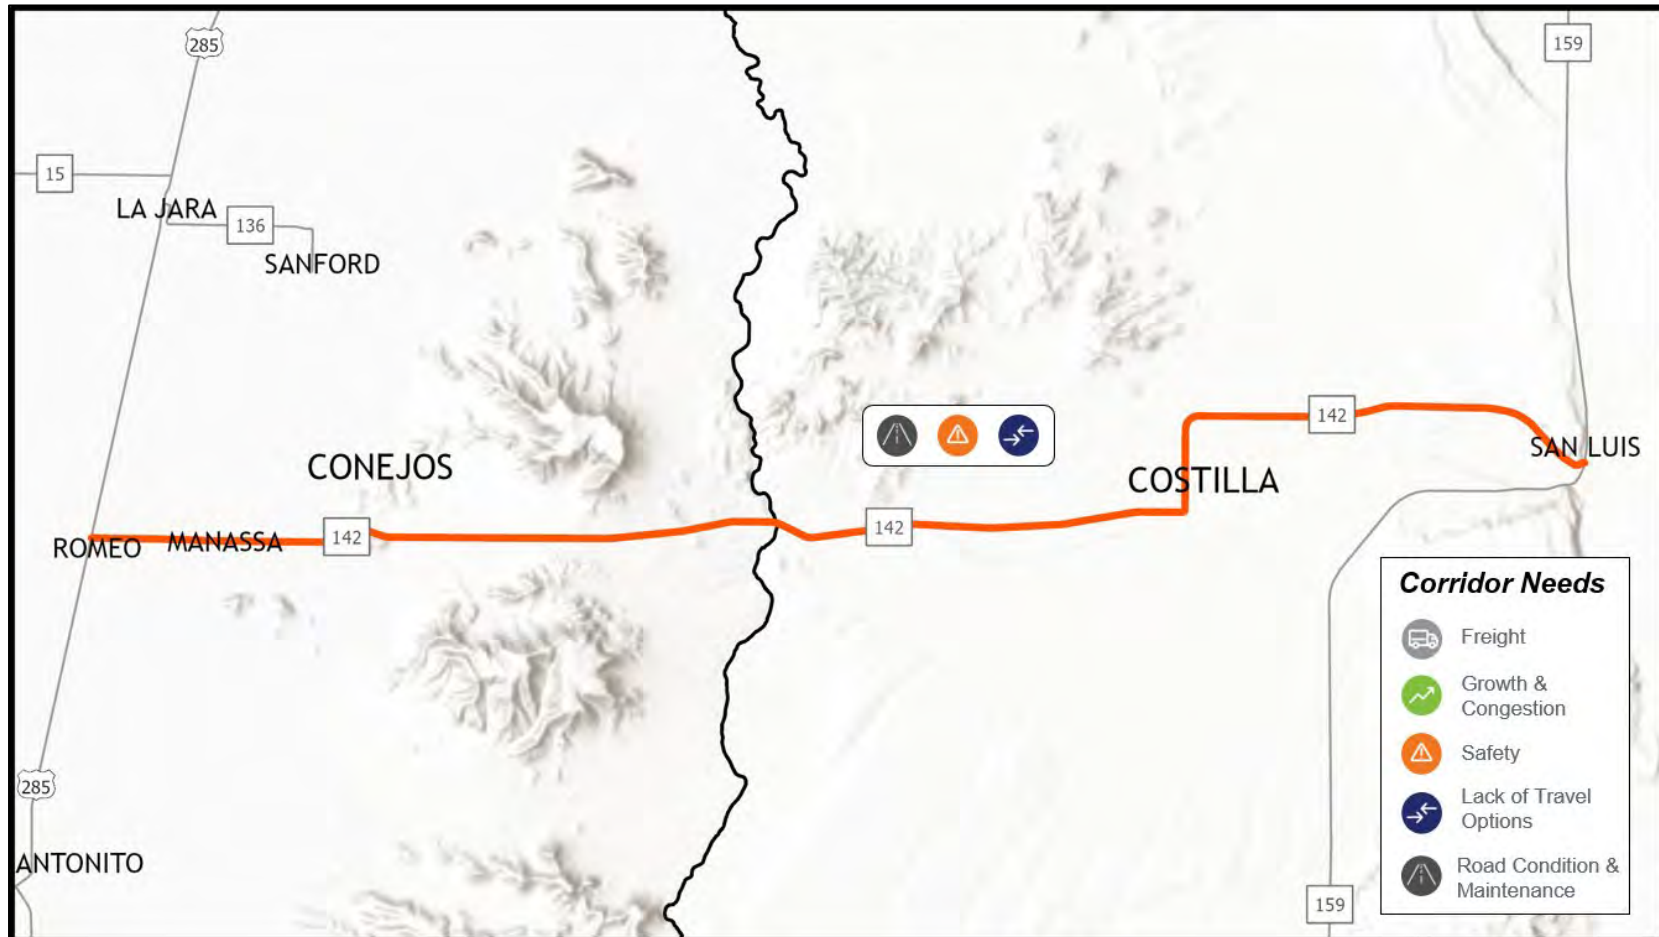 285
159
15
LA JARA
136
SANFORD
142
SAN LUIS
CONEJOS
COSTILLA
142
142
ROMEO
MANASSA
Corridor Needs
Freight
Growth &
Congestion
Safety
285
Lack of Travel
Options
ANTONITO
Road Condition &
Maintenance
159